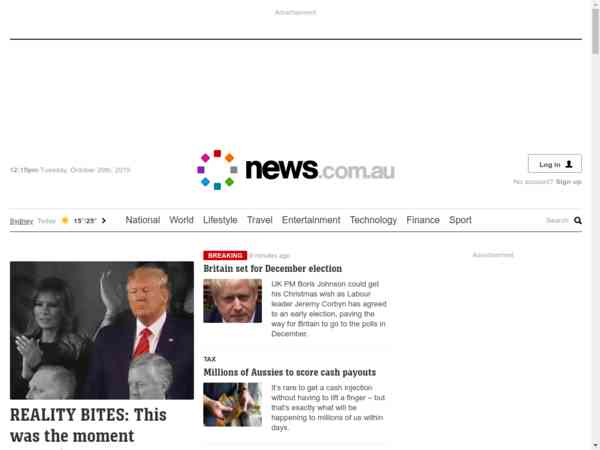 Advertisement
12:15pm Tuesday, October 29th, 2019
news.com.au
Log in
No account? Sign up
Sydney Today 15°/25°
National World Lifestyle Travel Entertainment Technology Finance Sport
Search
BREAKING
minutes ago
Britain set for December election
UK PM Boris Johnson could get
his Christmas wish as Labour
leader Jeremy Corbyn has agreed
to an early election, paving the
way for Britain to go to the polls in
December.
TAX
Millions of Aussies to score cash payouts
It's rare to get a cash injection
without having to lift a finger – but
that's exactly what will be
happening to millions of us within
days.
Advertisement
REALITY BITES: This
was the moment